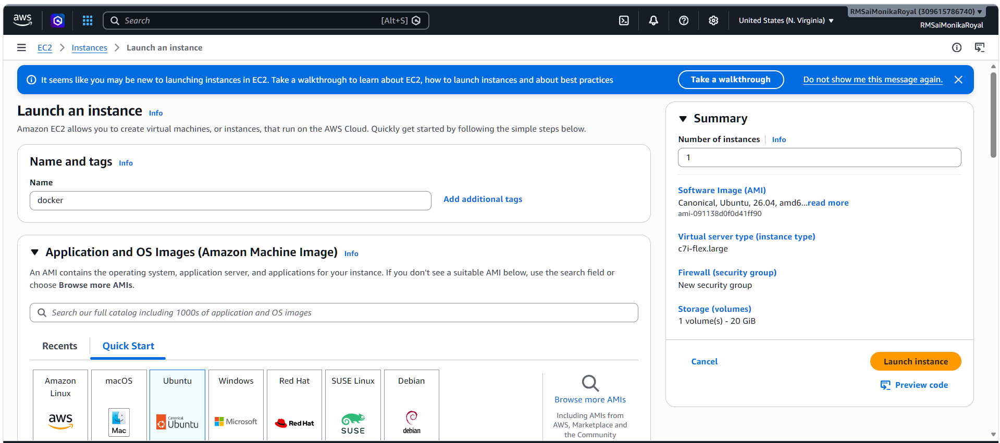 aws
Search
[Alt+S]
United States (N. Virginia)
RMSaiMonikaRoyal (309615786740)
RMSaiMonikaRoyal
EC2
Instances
Launch an instance
It seems like you may be new to launching instances in EC2. Take a walkthrough to learn about EC2, how to launch instances and about best practices
Take a walkthrough
Do not show me this message again.
Launch an instance
Info
Amazon EC2 allows you to create virtual machines, or instances, that run on the AWS Cloud. Quickly get started by following the simple steps below.
Name and tags
Info
Name
docker
Add additional tags
Application and OS Images (Amazon Machine Image)
Info
An AMI contains the operating system, application server, and applications for your instance. If you don't see a suitable AMI below, use the search field or
choose Browse more AMIs.
Search our full catalog including 1000s of application and OS images
Recents
Quick Start
Amazon
Linux
aws
macOS
Mac
Ubuntu
Canonical
Ubuntu
Windows
Microsoft
Red Hat
Red Hat
SUSE Linux
SUSE
Debian
debian
Browse more AMIs
Including AMIs from
AWS, Marketplace and
the Community
Summary
Number of instances
Info
1
Software Image (AMI)
Canonical, Ubuntu, 26.04, amd6...read more
ami-091138d0f0d41ff90
Virtual server type (instance type)
c7i-flex.large
Firewall (security group)
New security group
Storage (volumes)
1 volume(s) - 20 GiB
Cancel
Launch instance
Preview code